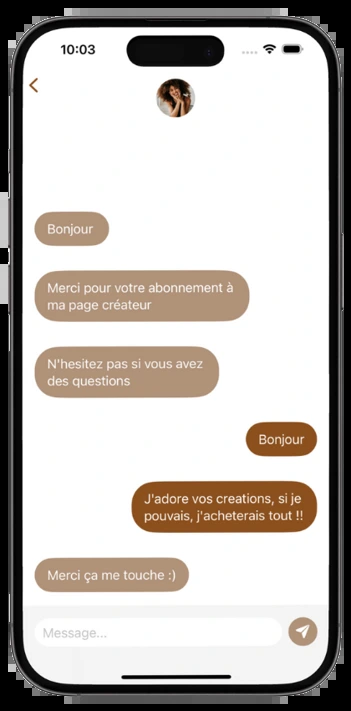 10:03
Bonjour
Merci pour votre abonnement à
ma page créateur
N'hesitez pas si vous avez
des questions
Bonjour
J'adore vos creations, si je
pouvais, j'acheterais tout !!
Merci ça me touche :)
Message...